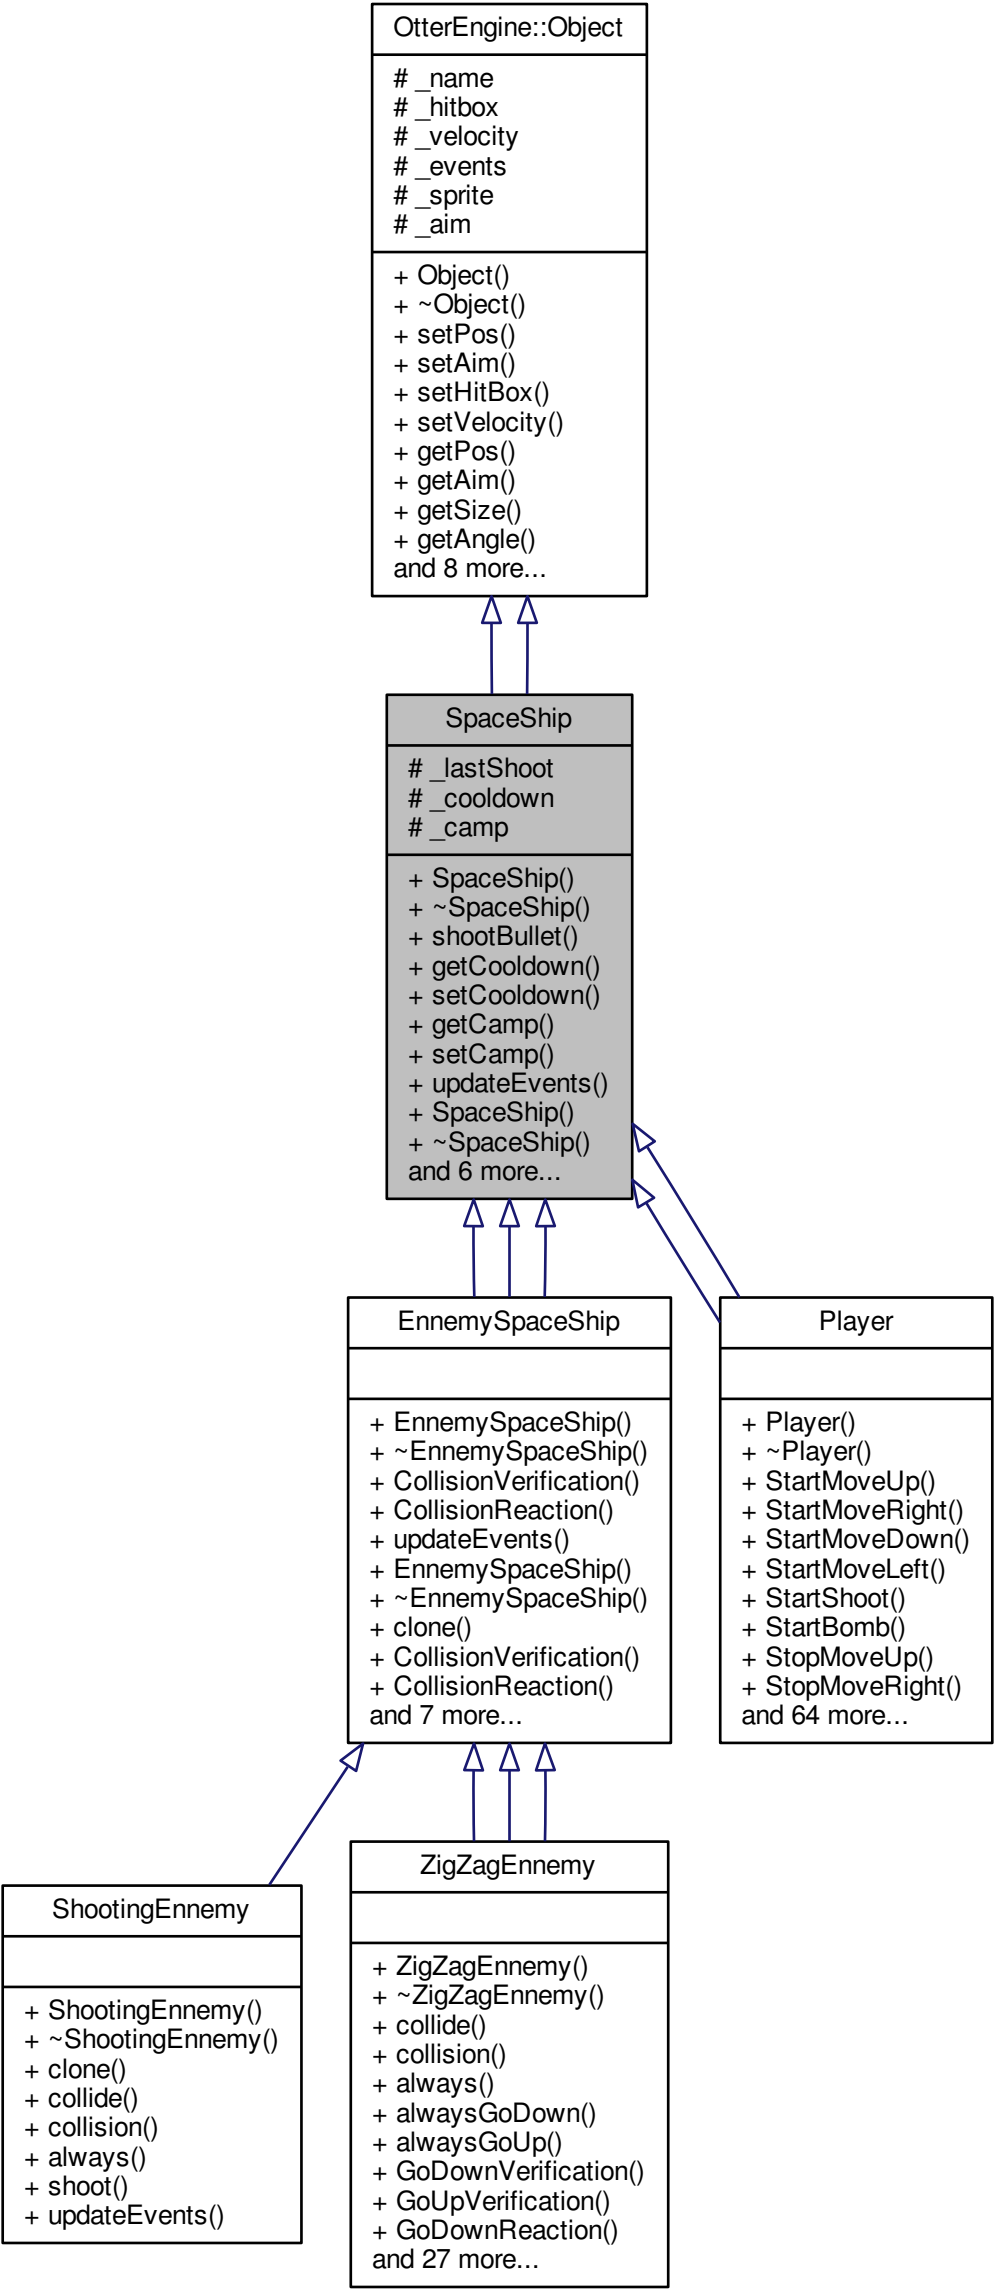 OtterEngine::Object
# _name
# _hitbox
# _velocity
# _events
# _sprite
# _aim
+ Object()
+ ~Object()
+ setPos()
+ setAim()
+ setHitBox()
+ setVelocity()
+ getPos()
+ getAim()
+ getSize()
+ getAngle()
and 8 more...
SpaceShip
# _lastShoot
# _cooldown
# _camp
+ SpaceShip()
+ ~SpaceShip()
+ shootBullet()
+ getCooldown()
+ setCooldown()
+ getCamp()
+ setCamp()
+ updateEvents()
+ SpaceShip()
+ ~SpaceShip()
and 6 more...
EnnemySpaceShip
+ EnnemySpaceShip()
+ ~EnnemySpaceShip()
+ CollisionVerification()
+ CollisionReaction()
+ updateEvents()
+ EnnemySpaceShip()
+ ~EnnemySpaceShip()
+ clone()
+ CollisionVerification()
+ CollisionReaction()
and 7 more...
Player
+ Player()
+ ~Player()
+ StartMoveUp()
+ StartMoveRight()
+ StartMoveDown()
+ StartMoveLeft()
+ StartShoot()
+ StartBomb()
+ StopMoveUp()
+ StopMoveRight()
and 64 more...
ShootingEnnemy
+ ShootingEnnemy()
+ ~ShootingEnnemy()
+ clone()
+ collide()
+ collision()
+ always()
+ shoot()
+ updateEvents()
ZigZagEnnemy
+ ZigZagEnnemy()
+ ~ZigZagEnnemy()
+ collide()
+ collision()
+ always()
+ alwaysGoDown()
+ alwaysGoUp()
+ GoDownVerification()
+ GoUpVerification()
+ GoDownReaction()
and 27 more...